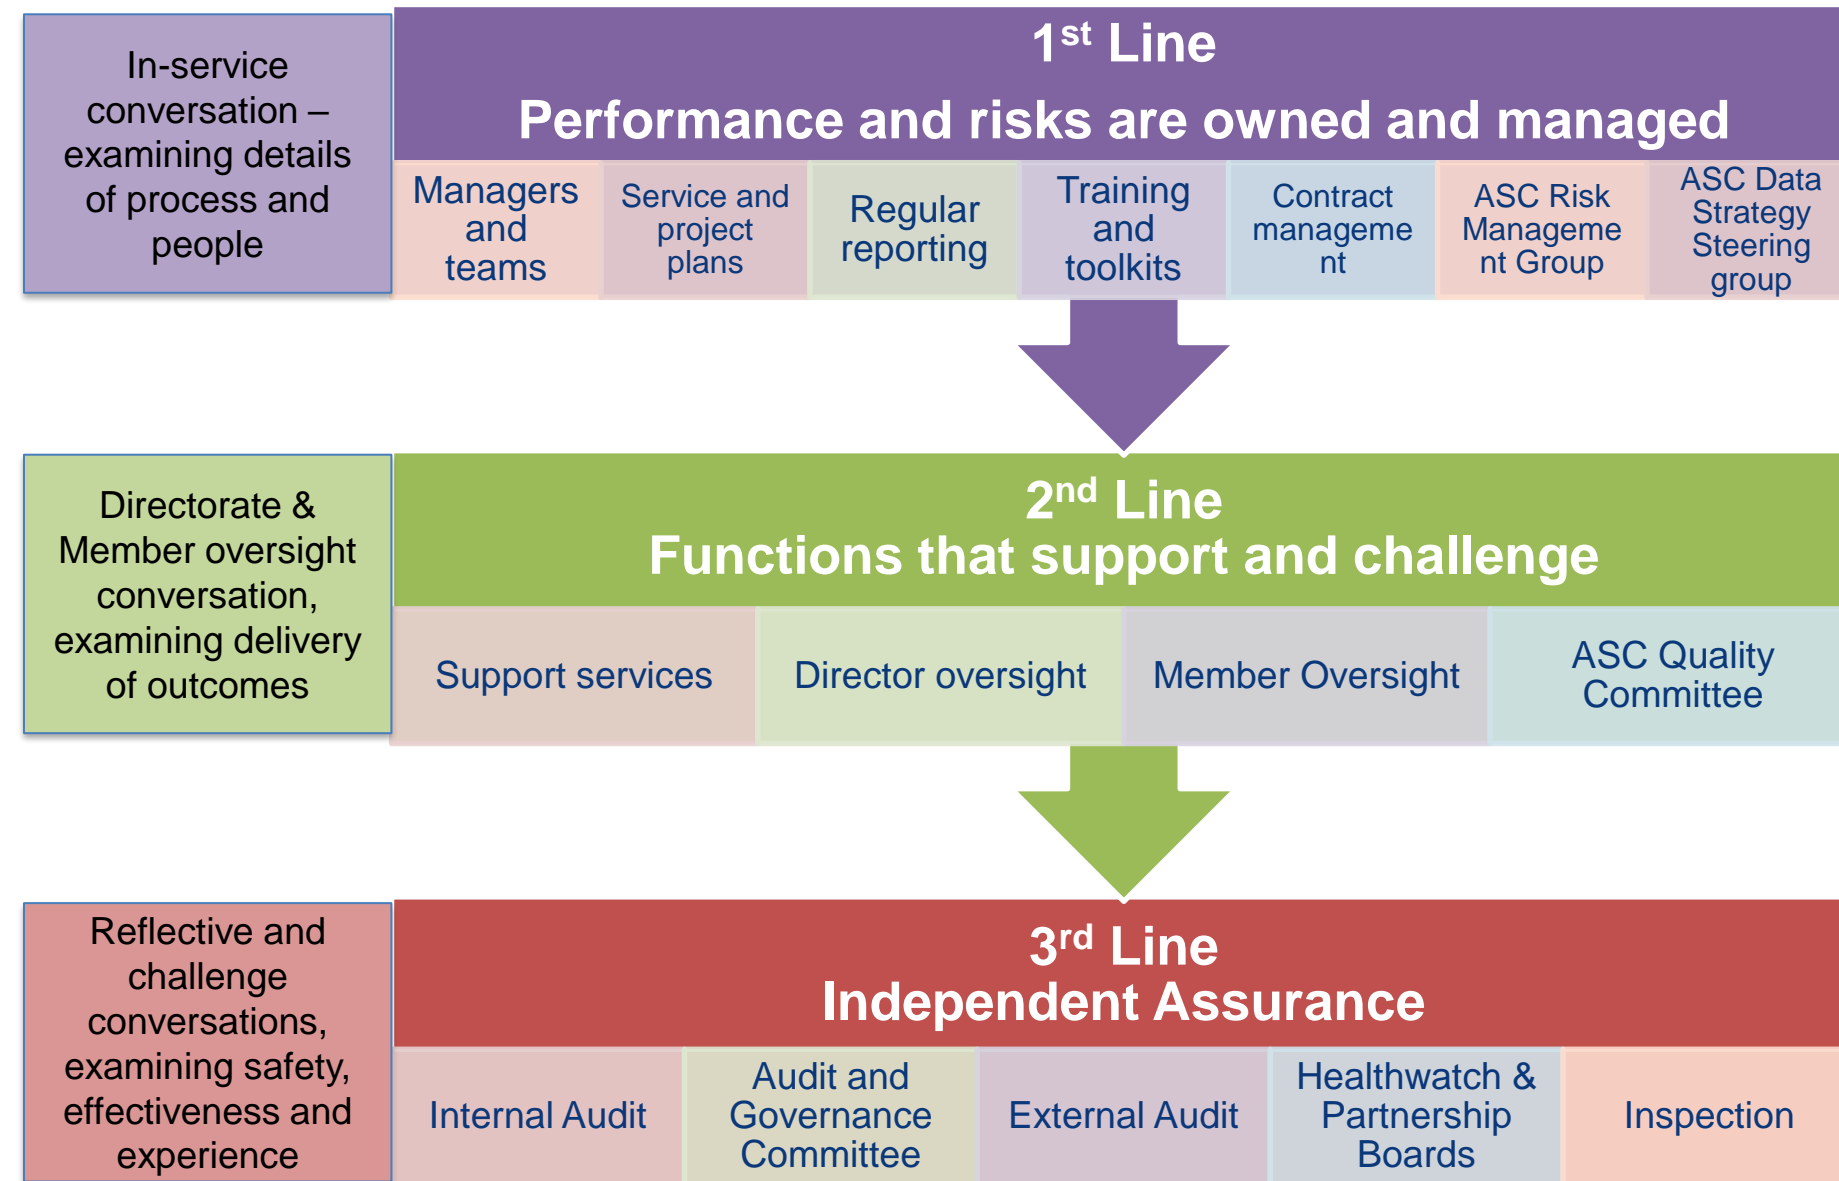 In-service
conversation –
examining details
of process and
people
1st Line
Performance and risks are owned and managed
Managers
and
teams
Service and
project
plans
Regular
reporting
Training
and
toolkits
Contract
manageme
nt
ASC Risk
Manageme
nt Group
ASC Data
Strategy
Steering
group
Directorate &
Member oversight
conversation,
examining delivery
of outcomes
2nd Line
Functions that support and challenge
Support services
Director oversight
Member Oversight
ASC Quality
Committee
Reflective and
challenge
conversations,
examining safety,
effectiveness and
experience
3rd Line
Independent Assurance
Internal Audit
Audit and
Governance
Committee
External Audit
Healthwatch &
Partnership
Boards
Inspection